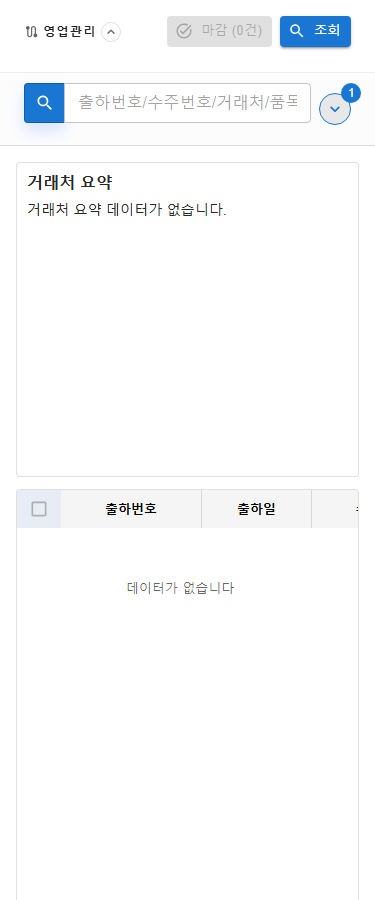 영업관리
마감 (0건)
조회
출하번호/수주번호/거래처/품목
1
거래처 요약
거래처 요약 데이터가 없습니다.
출하번호 출하일
데이터가 없습니다